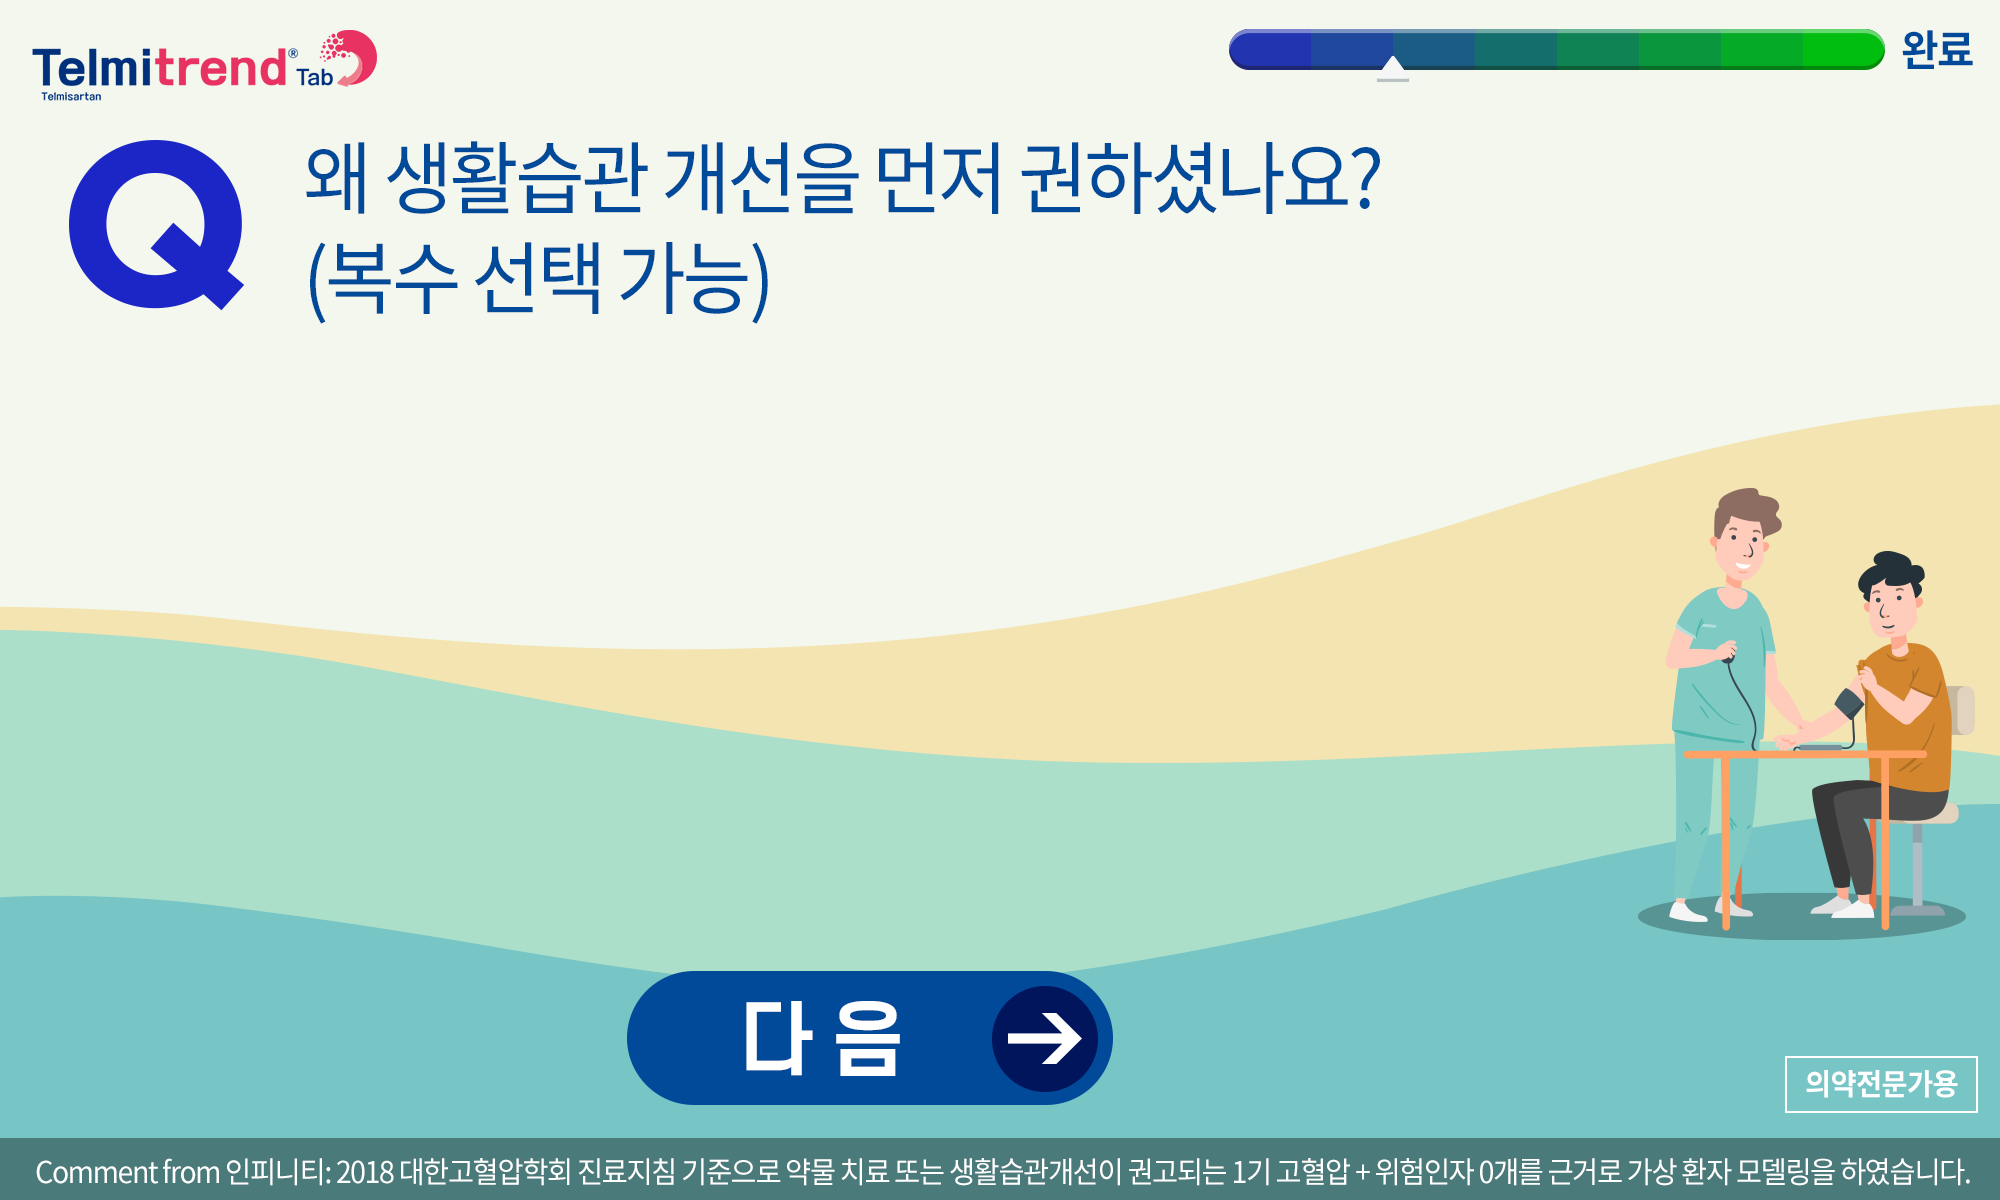 Telmitrend® Tab
Telmisartan
완료
Q
왜 생활습관 개선을 먼저 권하셨나요?
(복수 선택 가능)
다음
의약전문가용
Comment from 인피니티: 2018 대한고혈압학회 진료지침 기준으로 약물 치료 또는 생활습관개선이 권고되는 1기 고혈압 + 위험인자 0개를 근거로 가상 환자 모델링을 하였습니다.